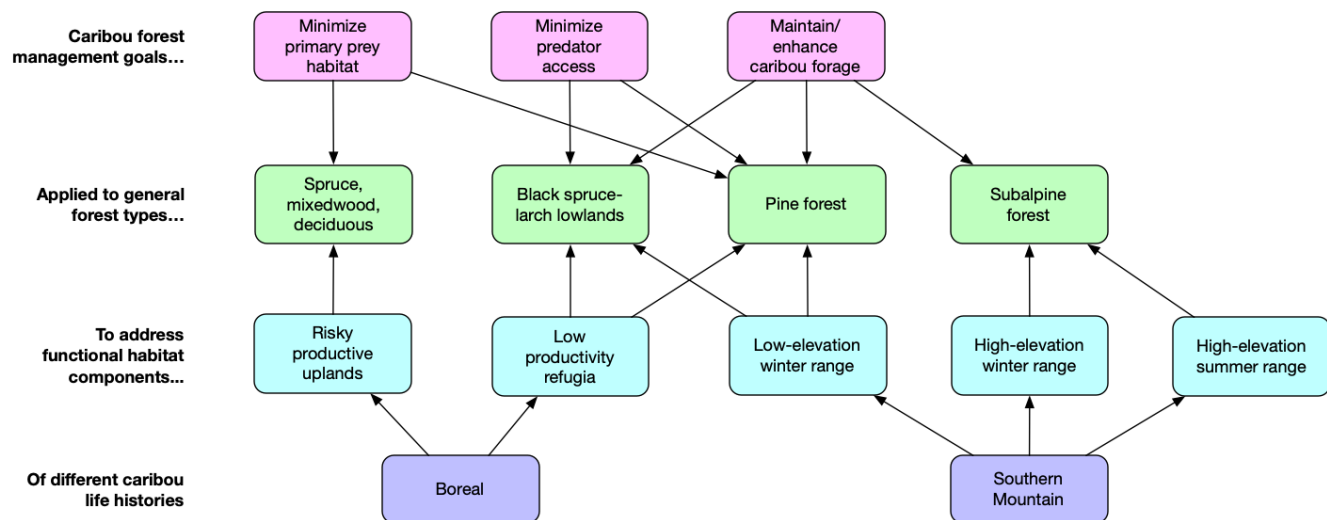 Caribou forest
management goals...
Minimize
primary prey
habitat
Minimize
predator
access
Maintain/
enhance
caribou forage
Applied to general
forest types...
Spruce,
mixedwood,
deciduous
Black spruce-
larch lowlands
Pine forest
Subalpine
forest
To address
functional habitat
components...
Risky
productive
uplands
Low
productivity
refugia
Low-elevation
winter range
High-elevation
winter range
High-elevation
summer range
Of different caribou
life histories
Boreal
Southern
Mountain